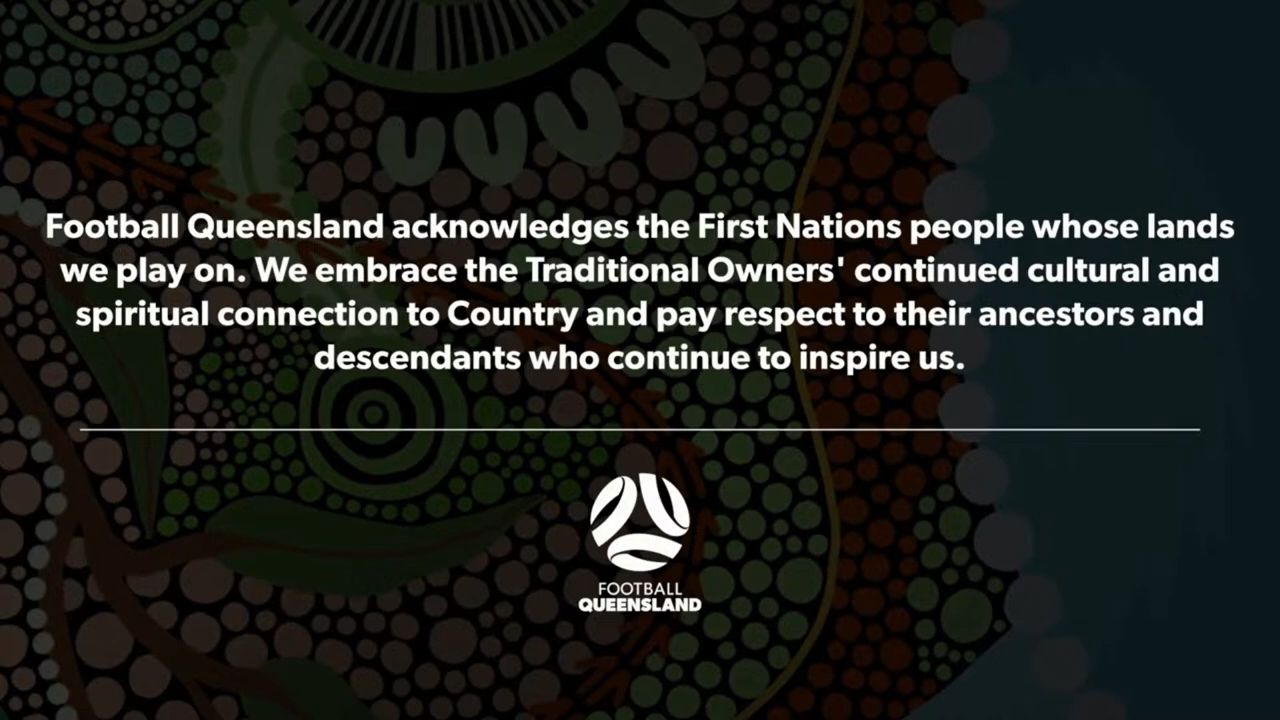 Football Queensland acknowledges the First Nations people whose lands
we play on. We embrace the Traditional Owners' continued cultural and
spiritual connection to Country and pay respect to their ancestors and
descendants who continue to inspire us.
FOOTBALL
QUEENSLAND